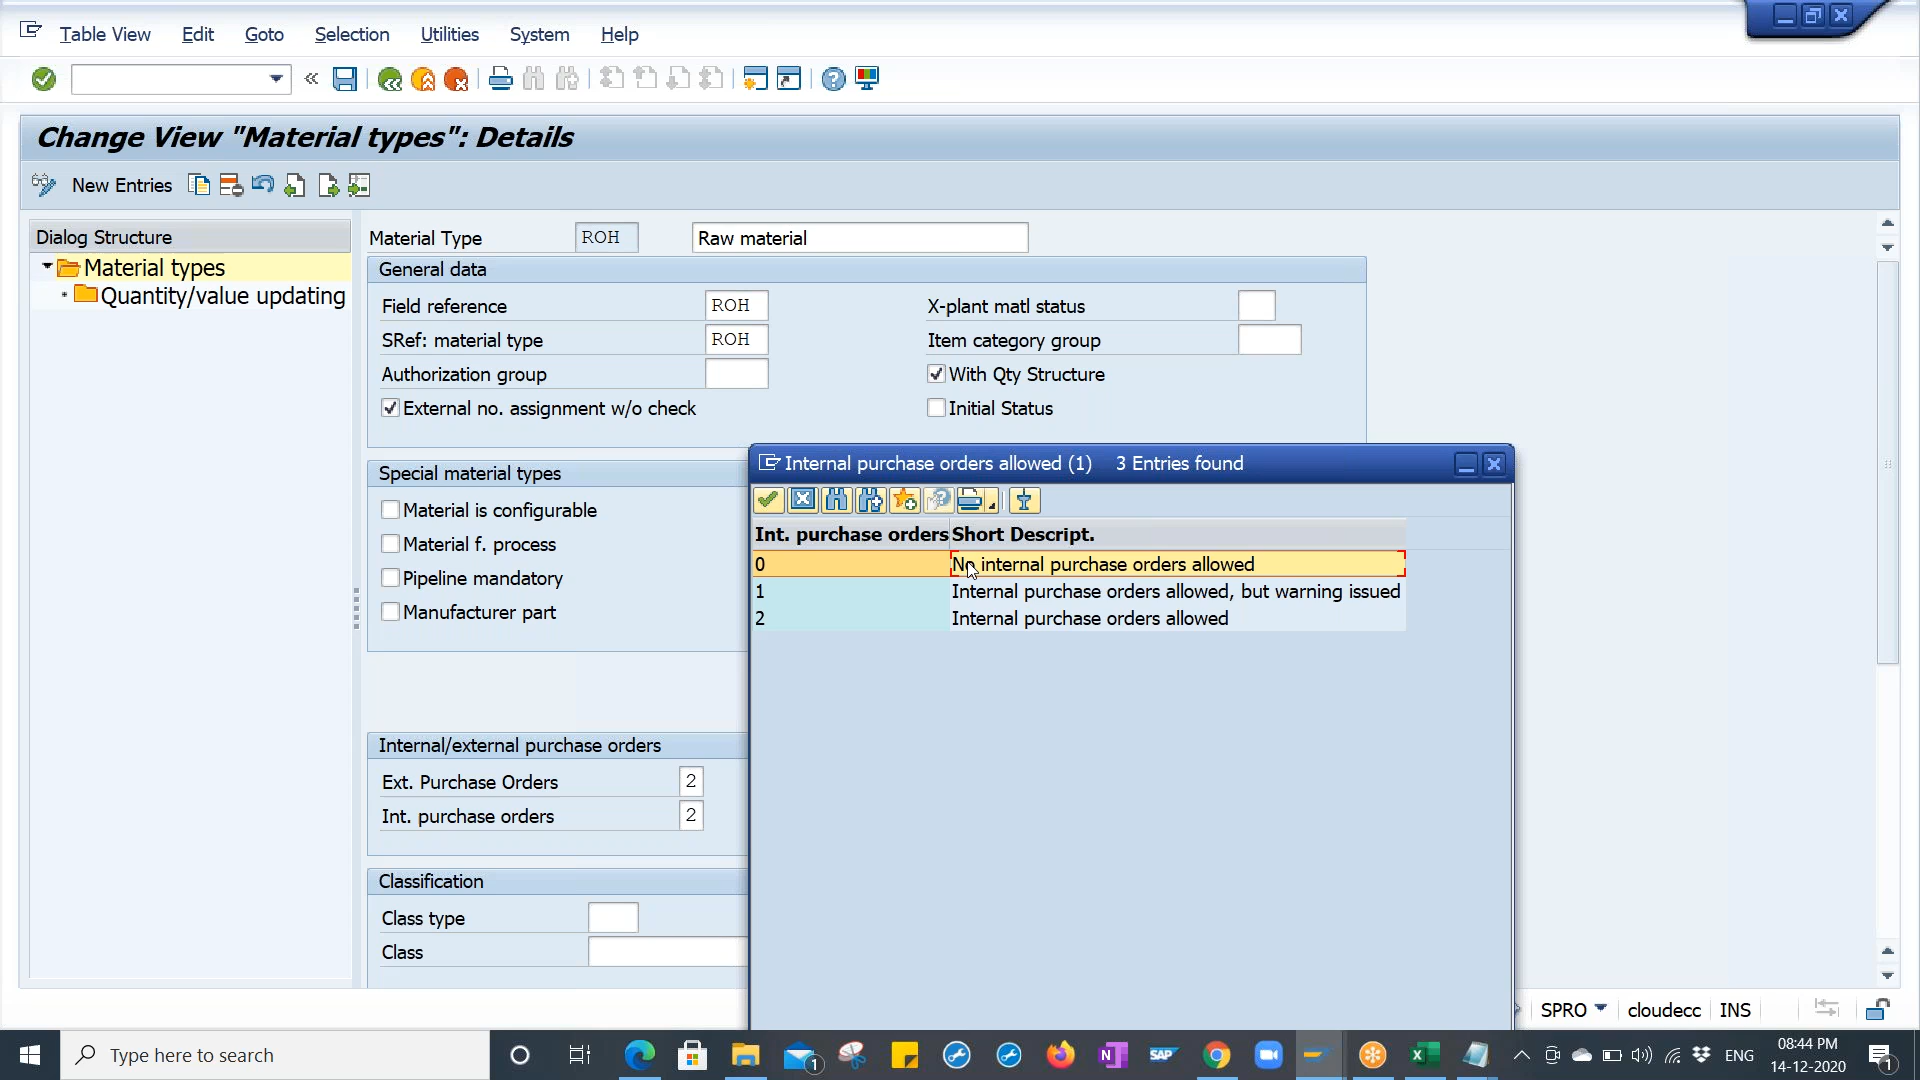 Table View Edit Goto Selection Utilities System Help
Change View "Material types": Details
New Entries
Dialog Structure
Material types
Quantity/value updating
Material Type ROH Raw material
General data
Field reference ROH X-plant matl status
SRef: material type ROH Item category group
Authorization group With Qty Structure
External no. assignment w/o check Initial Status
Internal purchase orders allowed (1) 3 Entries found
Special material types
Material is configurable
Material f. process
Pipeline mandatory
Manufacturer part
Int. purchase orders Short Descript.
0 No internal purchase orders allowed
1 Internal purchase orders allowed, but warning issued
2 Internal purchase orders allowed
Internal/external purchase orders
Ext. Purchase Orders 2
Int. purchase orders 2
Classification
Class type
Class
SPRO cloudecc INS
Type here to search
1
SAP
ENG
08:44 PM
14-12-2020
1